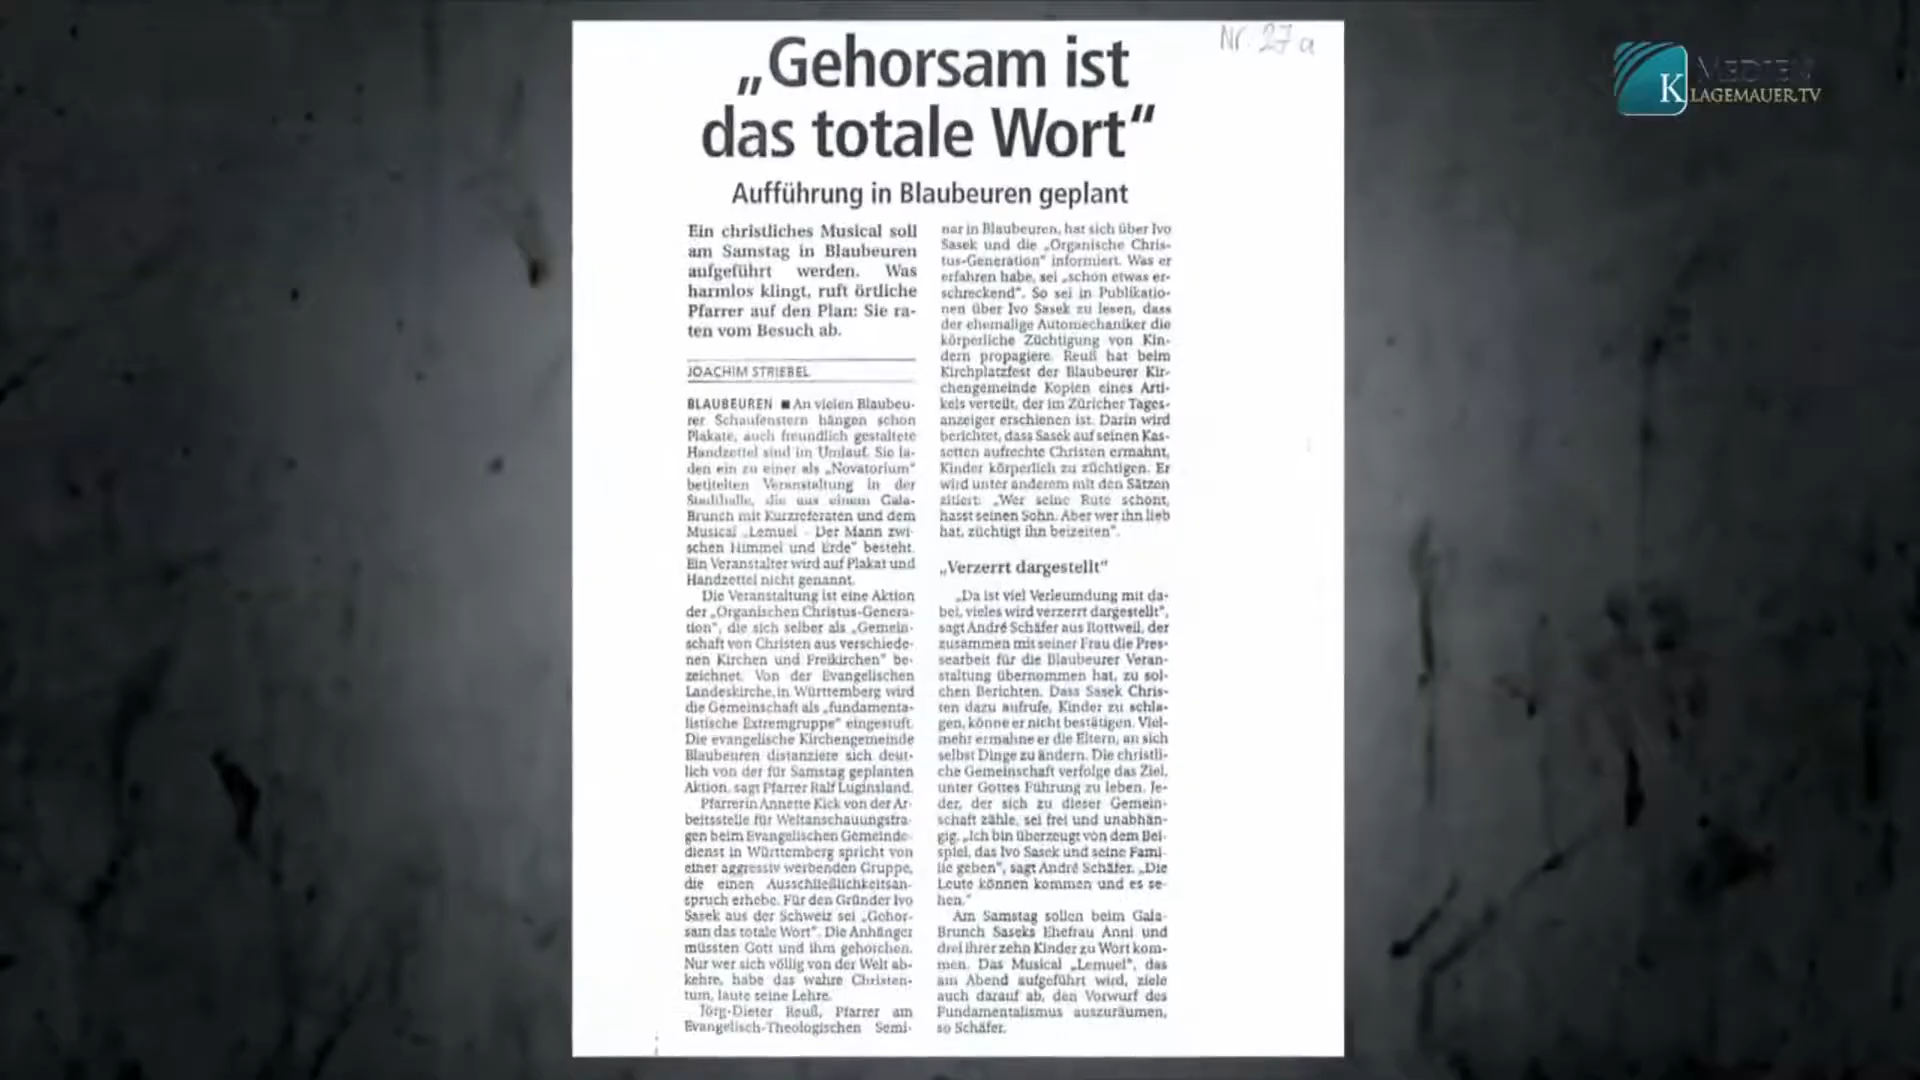 Nr. 27a
MEDIEN
KLAGEMAUER.TV
„Gehorsam ist
das totale Wort“
Aufführung in Blaubeuren geplant
Ein christliches Musical soll
am Samstag in Blaubeuren
aufgeführt werden. Was
harmlos klingt, ruft örtliche
Pfarrer auf den Plan: Sie ra-
ten vom Besuch ab.
JOACHIM STRIEBEL
BLAUBEUREN ■ An vielen Blaubeu-
rer Schaufenstern hängen schon
Plakate, auch freundlich gestaltete
Handzettel sind im Umlauf. Sie la-
den ein zu einer als „Novatorium“
betitelten Veranstaltung in der
Stadthalle, die aus einem Gala-
Brunch mit Kurzreferaten und dem
Musical „Lemuel - Der Mann zwi-
schen Himmel und Erde“ besteht.
Ein Veranstalter wird auf Plakat und
Handzettel nicht genannt.
Die Veranstaltung ist eine Aktion
der „Organischen Christus-Genera-
tion“, die sich selber als „Gemein-
schaft von Christen aus verschiede-
nen Kirchen und Freikirchen“ be-
zeichnet. Von der Evangelischen
Landeskirche in Württemberg wird
die Gemeinschaft als „fundamenta-
listische Extremgruppe“ eingestuft.
Die evangelische Kirchengemeinde
Blaubeuren distanziere sich deut-
lich von der für Samstag geplanten
Aktion, sagt Pfarrer Ralf Luginsland.
Pfarrerin Annette Kick von der Ar-
beitsstelle für Weltanschauungsfra-
gen beim Evangelischen Gemeinde-
dienst in Württemberg spricht von
einer aggressiv werbenden Gruppe,
die einen Ausschließlichkeitsan-
spruch erhebe. Für den Gründer Ivo
Sasek aus der Schweiz sei „Gehor-
sam das totale Wort“. Die Anhänger
müssten Gott und ihm gehorchen.
Nur wer sich völlig von der Welt ab-
kehre, habe das wahre Christen-
tum, laute seine Lehre.
Jörg-Dieter Reuß, Pfarrer am
Evangelisch-Theologischen Semi-
nar in Blaubeuren, hat sich über Ivo
Sasek und die „Organische Chris-
tus-Generation“ informiert. Was er
erfahren habe, sei „schon etwas er-
schreckend“. So sei in Publikatio-
nen über Ivo Sasek zu lesen, dass
der ehemalige Automechaniker die
körperliche Züchtigung von Kin-
dern propagiere. Reuß hat beim
Kirchplatzfest der Blaubeurer Kir-
chengemeinde Kopien eines Arti-
kels verteilt, der im Züricher Tages-
anzeiger erschienen ist. Darin wird
berichtet, dass Sasek auf seinen Kas-
setten aufrechte Christen ermahnt,
Kinder körperlich zu züchtigen. Er
wird unter anderem mit den Sätzen
zitiert: „Wer seine Rute schont,
hasst seinen Sohn. Aber wer ihn lieb
hat, züchtigt ihn beizeiten“.
„Verzerrt dargestellt“
„Da ist viel Verleumdung mit da-
bei, vieles wird verzerrt dargestellt“,
sagt André Schäfer aus Rottweil, der
zusammen mit seiner Frau die Pres-
searbeit für die Blaubeurer Veran-
staltung übernommen hat, zu sol-
chen Berichten. Dass Sasek Chris-
ten dazu aufrufe, Kinder zu schla-
gen, könne er nicht bestätigen. Viel-
mehr ermahne er die Eltern, an sich
selbst Dinge zu ändern. Die christli-
che Gemeinschaft verfolge das Ziel,
unter Gottes Führung zu leben. Je-
der, der sich zu dieser Gemein-
schaft zähle, sei frei und unabhän-
gig. „Ich bin überzeugt von dem Bei-
spiel, das Ivo Sasek und seine Fami-
lie geben“, sagt André Schäfer. „Die
Leute können kommen und es se-
hen.“
Am Samstag sollen beim Gala-
Brunch Saseks Ehefrau Anni und
drei ihrer zehn Kinder zu Wort kom-
men. Das Musical „Lemuel“, das
am Abend aufgeführt wird, ziele
auch darauf ab, den Vorwurf des
Fundamentalismus auszuräumen,
so Schäfer.